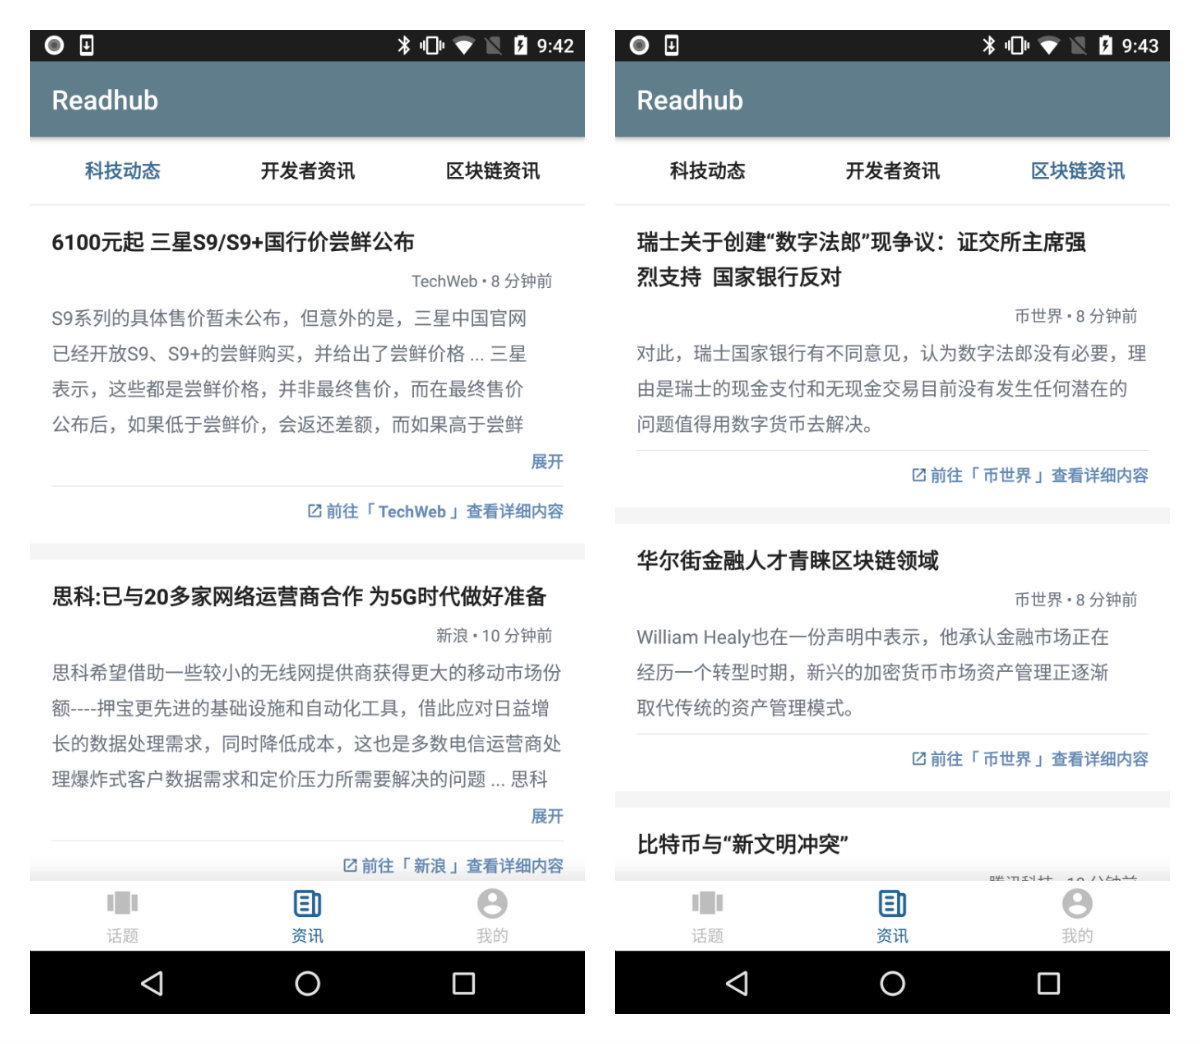 9:42
Readhub
科技动态 开发者资讯 区块链资讯
6100元起 三星S9/S9+国行价尝鲜公布
TechWeb • 8 分钟前
S9系列的具体售价暂未公布，但意外的是，三星中国官网
已经开放S9、S9+的尝鲜购买，并给出了尝鲜价格 ... 三星
表示，这些都是尝鲜价格，并非最终售价，而在最终售价
公布后，如果低于尝鲜价，会返还差额，而如果高于尝鲜
展开
前往「 TechWeb 」查看详细内容
思科:已与20多家网络运营商合作 为5G时代做好准备
新浪 • 10 分钟前
思科希望借助一些较小的无线网提供商获得更大的移动市场份
额----押宝更先进的基础设施和自动化工具，借此应对日益增
长的数据处理需求，同时降低成本，这也是多数电信运营商处
理爆炸式客户数据需求和定价压力所需要解决的问题 ... 思科
展开
前往「 新浪 」查看详细内容
话题 资讯 我的
9:43
Readhub
科技动态 开发者资讯 区块链资讯
瑞士关于创建“数字法郎”现争议：证交所主席强
烈支持 国家银行反对
币世界 • 8 分钟前
对此，瑞士国家银行有不同意见，认为数字法郎没有必要，理
由是瑞士的现金支付和无现金交易目前没有发生任何潜在的
问题值得用数字货币去解决。
前往「 币世界 」查看详细内容
华尔街金融人才青睐区块链领域
币世界 • 8 分钟前
William Healy也在一份声明中表示，他承认金融市场正在
经历一个转型时期，新兴的加密货币市场资产管理正逐渐
取代传统的资产管理模式。
前往「 币世界 」查看详细内容
比特币与“新文明冲突”
话题 资讯 我的